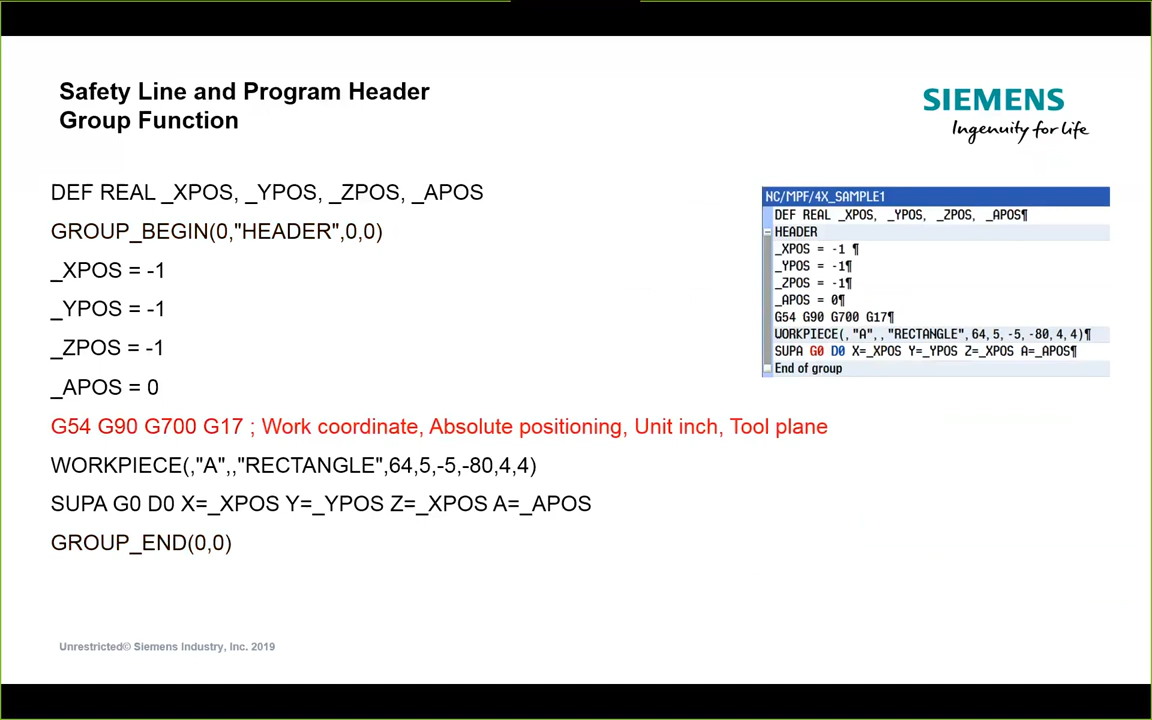 Safety Line and Program Header
Group Function
SIEMENS
Ingenuity for life
DEF REAL _XPOS, _YPOS, _ZPOS, _APOS
GROUP_BEGIN(0,"HEADER",0,0)
_XPOS = -1
_YPOS = -1
_ZPOS = -1
_APOS = 0
G54 G90 G700 G17 ; Work coordinate, Absolute positioning, Unit inch, Tool plane
WORKPIECE(,"A",,"RECTANGLE",64,5,-5,-80,4,4)
SUPA G0 D0 X=_XPOS Y=_YPOS Z=_XPOS A=_APOS
GROUP_END(0,0)
NC/MPF/4X_SAMPLE1
DEF REAL _XPOS, _YPOS, _ZPOS, _APOS¶
HEADER
_XPOS = -1 ¶
_YPOS = -1¶
_ZPOS = -1¶
_APOS = 0¶
G54 G90 G700 G17¶
WORKPIECE(,"A",,"RECTANGLE",64,5,-5,-80,4,4)¶
SUPA G0 D0 X=_XPOS Y=_YPOS Z=_XPOS A=_APOS¶
End of group
Unrestricted© Siemens Industry, Inc. 2019